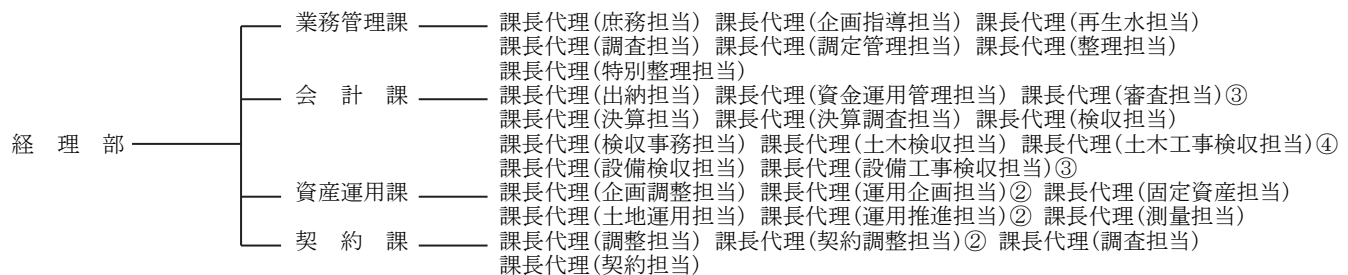 業務管理課 課長代理(庶務担当) 課長代理(企画指導担当) 課長代理(再生水担当)
課長代理(調査担当) 課長代理(調定管理担当) 課長代理(整理担当)
課長代理(特別整理担当)
会計課 課長代理(出納担当) 課長代理(資金運用管理担当) 課長代理(審査担当)③
課長代理(決算担当) 課長代理(決算調査担当) 課長代理(検収担当)
経理部 課長代理(検収事務担当) 課長代理(土木検収担当) 課長代理(土木工事検収担当)④
課長代理(設備検収担当) 課長代理(設備工事検収担当)③
資産運用課 課長代理(企画調整担当) 課長代理(運用企画担当)② 課長代理(固定資産担当)
課長代理(土地運用担当) 課長代理(運用推進担当)② 課長代理(測量担当)
契約課 課長代理(調整担当) 課長代理(契約調整担当)② 課長代理(調査担当)
課長代理(契約担当)